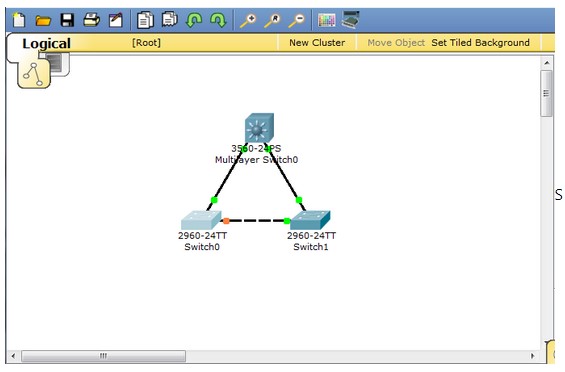 Logical
[Root]
New Cluster
Move Object
Set Tiled Background
3560-24PS
Multilayer Switch0
2960-24TT
Switch0
2960-24TT
Switch1
S